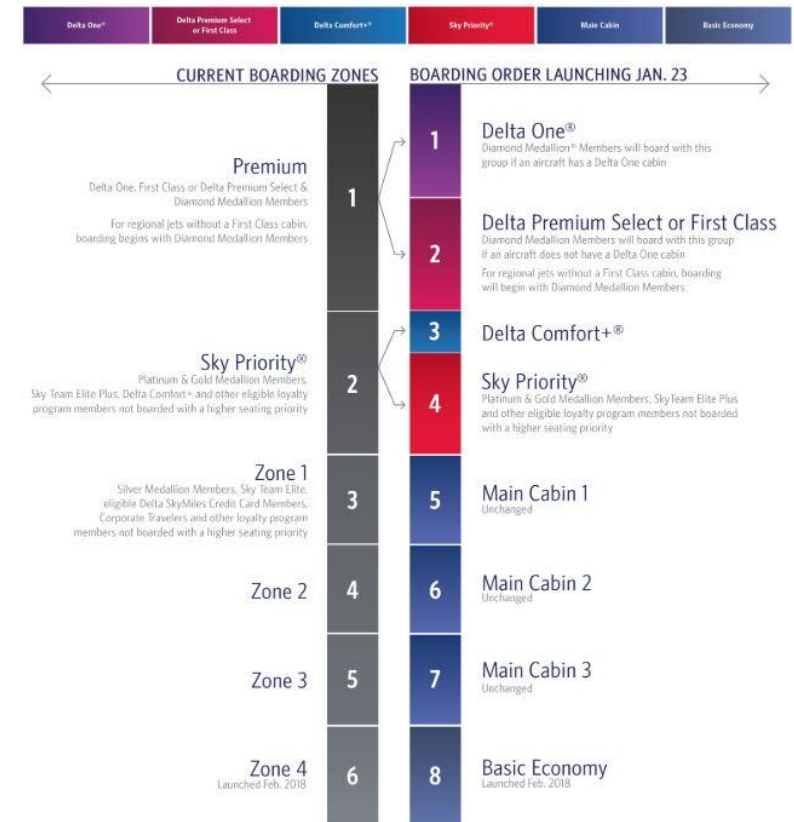 Delta One®
Delta Premium Select
or First Class
Delta Comfort+®
Sky Priority®
Main Cabin
Basic Economy
CURRENT BOARDING ZONES
BOARDING ORDER LAUNCHING JAN. 23
Premium
Delta One, First Class or Delta Premium Select &
Diamond Medallion Members
For regional jets without a First Class cabin,
boarding begins with Diamond Medallion Members
1
1
Delta One®
Diamond Medallion® Members will board with this
group if an aircraft has a Delta One cabin
2
Delta Premium Select or First Class
Diamond Medallion Members will board with this group
if an aircraft does not have a Delta One cabin
For regional jets without a First Class cabin, boarding
will begin with Diamond Medallion Members
Sky Priority®
Platinum & Gold Medallion Members,
Sky Team Elite Plus, Delta Comfort+ and other eligible loyalty
program members not boarded with a higher seating priority
2
3
Delta Comfort+®
4
Sky Priority®
Platinum & Gold Medallion Members, SkyTeam Elite Plus
and other eligible loyalty program members not boarded
with a higher seating priority
Zone 1
Silver Medallion Members, Sky Team Elite,
eligible Delta SkyMiles Credit Card Members,
Corporate Travelers and other loyalty program
members not boarded with a higher seating priority
3
5
Main Cabin 1
Unchanged
Zone 2
4
6
Main Cabin 2
Unchanged
Zone 3
5
7
Main Cabin 3
Unchanged
Zone 4
Launched Feb. 2018
6
8
Basic Economy
Launched Feb. 2018